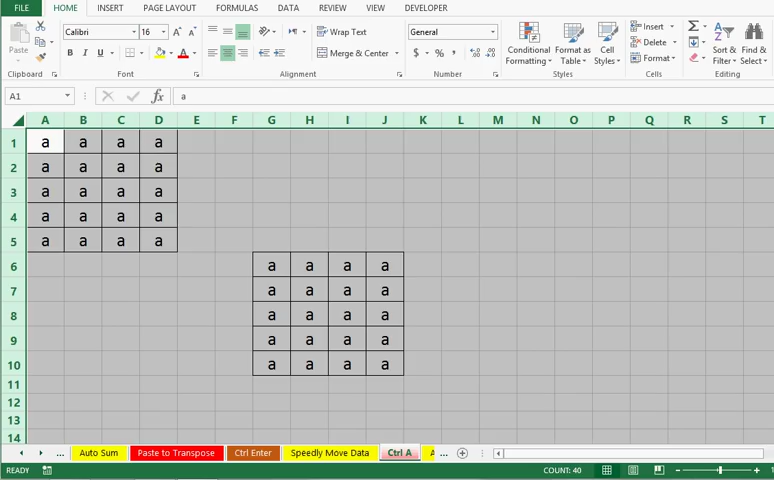 FILE HOME INSERT PAGE LAYOUT FORMULAS DATA REVIEW VIEW DEVELOPER
Paste
Clipboard
Calibri 16
B I U
Font
Wrap Text
Merge & Center
Alignment
General
$ % ,
Number
Conditional Formatting
Format as Table
Cell Styles
Styles
Insert
Delete
Format
Cells
Sort & Filter
Find & Select
Editing
A1 fx a
A B C D E F G H I J K L M N O P Q R S T
1 a a a a
2 a a a a
3 a a a a
4 a a a a
5 a a a a
6 a a a a
7 a a a a
8 a a a a
9 a a a a
10 a a a a
11
12
13
14
... Auto Sum Paste to Transpose Ctrl Enter Speedly Move Data Ctrl A ...
READY COUNT: 40